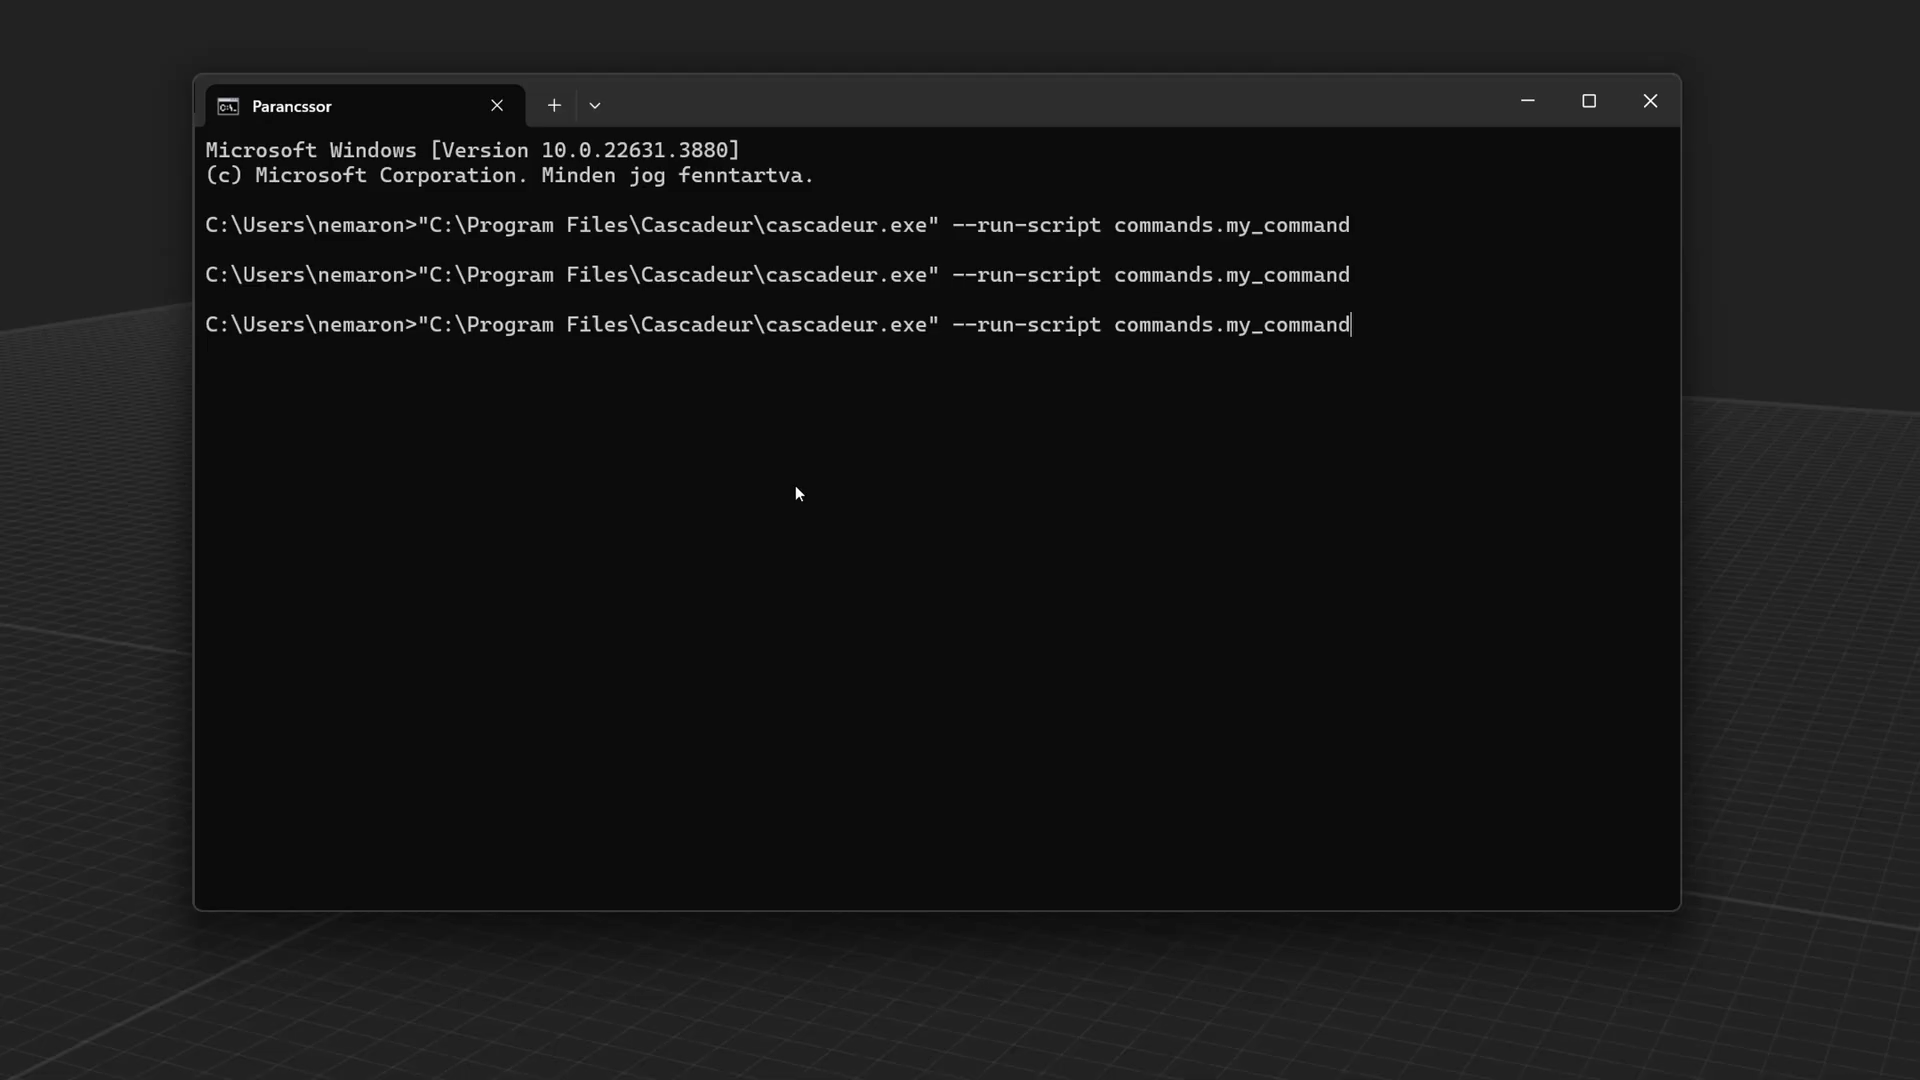 Parancssor
Microsoft Windows [Version 10.0.22631.3880]
(c) Microsoft Corporation. Minden jog fenntartva.
C:\Users\nemaron>"C:\Program Files\Cascadeur\cascadeur.exe" --run-script commands.my_command
C:\Users\nemaron>"C:\Program Files\Cascadeur\cascadeur.exe" --run-script commands.my_command
C:\Users\nemaron>"C:\Program Files\Cascadeur\cascadeur.exe" --run-script commands.my_command